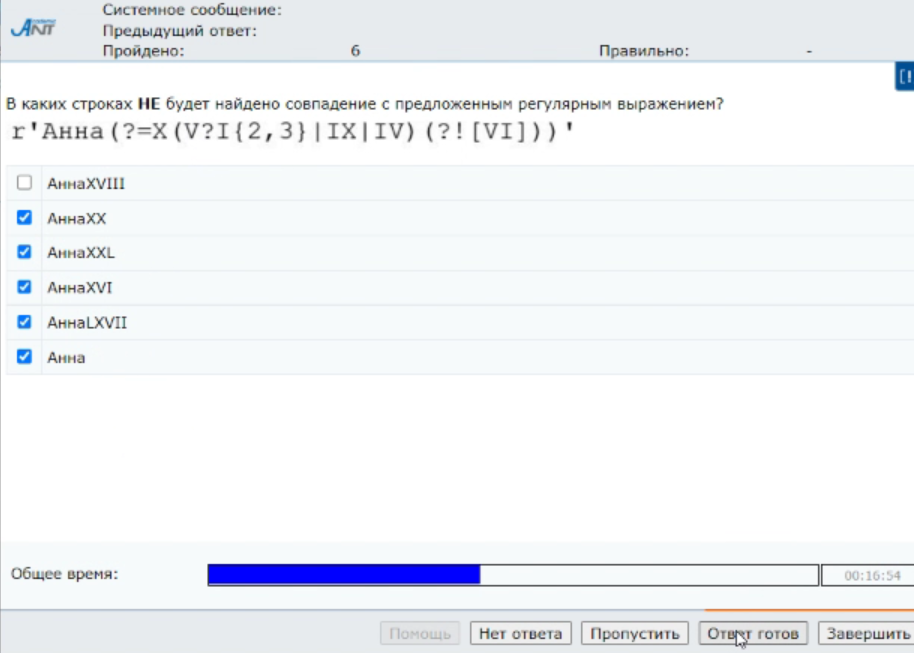 Системное сообщение:
ANT
Предыдущий ответ:
Пройдено: 6 Правильно: -
[!
В каких строках НЕ будет найдено совпадение с предложенным регулярным выражением?
r'Анна(?=X(V?I{2,3}|IX|IV)(?![VI]))'
АннаXVIII
АннаXX
АннаXXL
АннаXVI
АннаLXVII
Анна
Общее время: 00:16:54
Помощь Нет ответа Пропустить Ответ готов Завершить